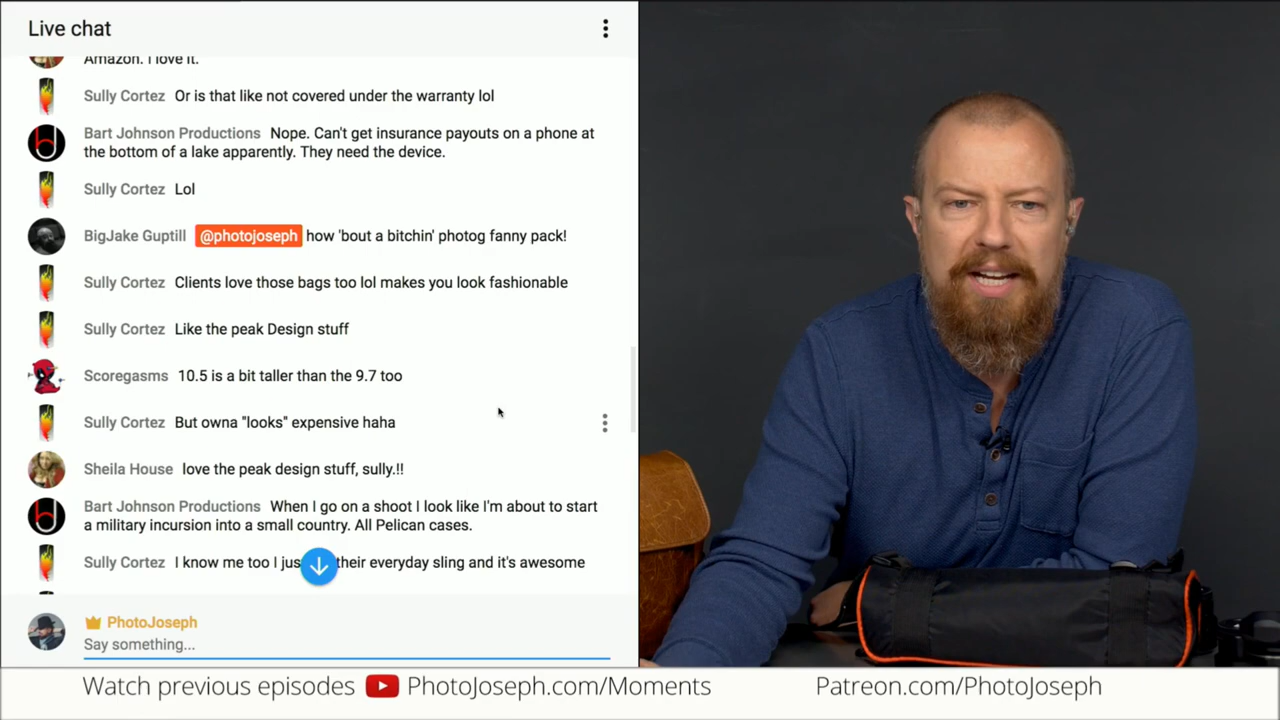 Live chat
Amazon. I love it.
Sully Cortez Or is that like not covered under the warranty lol
Bart Johnson Productions Nope. Can't get insurance payouts on a phone at
the bottom of a lake apparently. They need the device.
Sully Cortez Lol
BigJake Guptill @photojoseph how 'bout a bitchin' photog fanny pack!
Sully Cortez Clients love those bags too lol makes you look fashionable
Sully Cortez Like the peak Design stuff
Scoregasms 10.5 is a bit taller than the 9.7 too
Sully Cortez But owna "looks" expensive haha
Sheila House love the peak design stuff, sully.!!
Bart Johnson Productions When I go on a shoot I look like I'm about to start
a military incursion into a small country. All Pelican cases.
Sully Cortez I know me too I jus their everyday sling and it's awesome
PhotoJoseph
Say something...
Watch previous episodes PhotoJoseph.com/Moments Patreon.com/PhotoJoseph